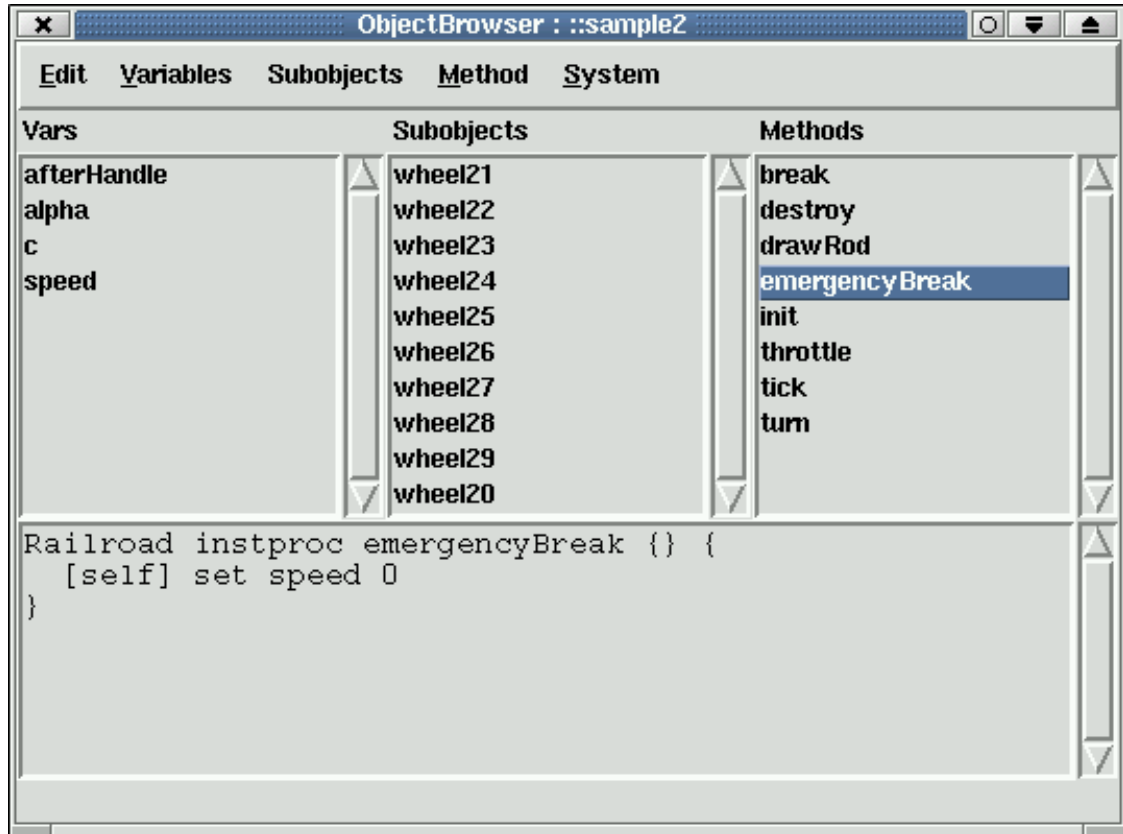 ObjectBrowser : ::sample2
Edit Variables Subobjects Method System
Vars Subobjects Methods
afterHandle
alpha
c
speed
wheel21
wheel22
wheel23
wheel24
wheel25
wheel26
wheel27
wheel28
wheel29
wheel20
break
destroy
drawRod
emergencyBreak
init
throttle
tick
turn
Railroad instproc emergencyBreak {} {
  [self] set speed 0
}